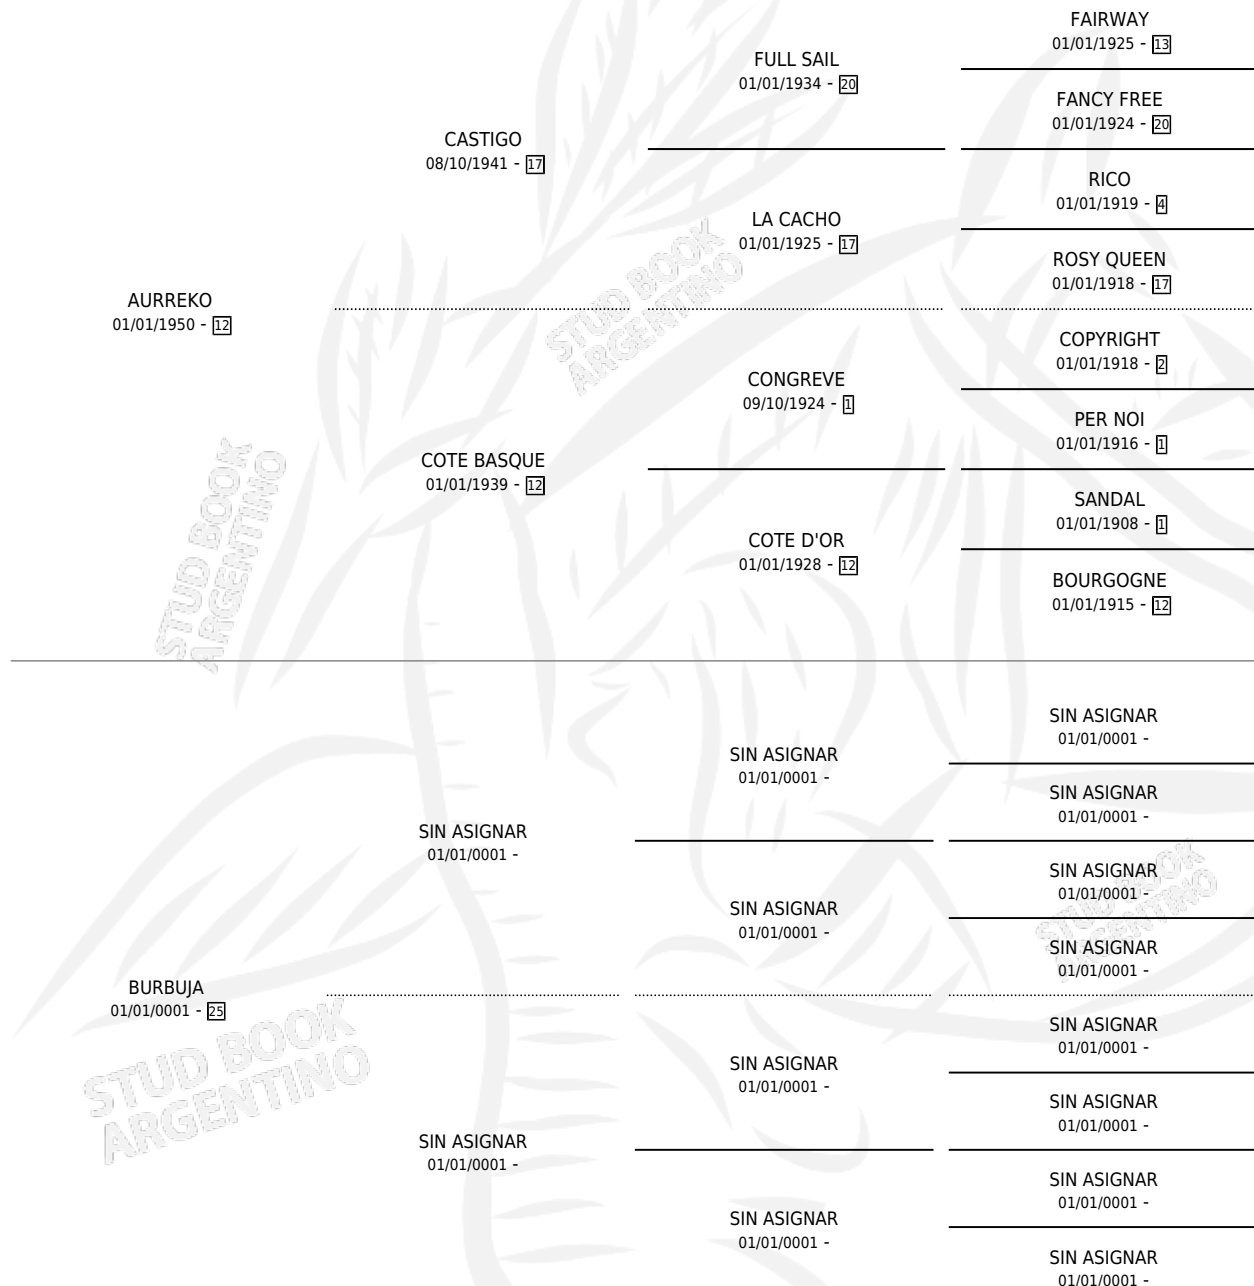 FAIRWAY
01/01/1925 - 13
FULL SAIL
01/01/1934 - 20
FANCY FREE
01/01/1924 - 20
CASTIGO
08/10/1941 - 17
RICO
01/01/1919 - 4
LA CACHO
01/01/1925 - 17
ROSY QUEEN
01/01/1918 - 17
AURREKO
01/01/1950 - 12
STUD BOOK
ARGENTINO
COPYRIGHT
01/01/1918 - 2
CONGREVE
09/10/1924 - 1
PER NOI
01/01/1916 - 1
COTE BASQUE
01/01/1939 - 12
SANDAL
01/01/1908 - 1
COTE D'OR
01/01/1928 - 12
BOURGOGNE
01/01/1915 - 12
STUD BOOK
ARGENTINO
SIN ASIGNAR
01/01/0001 -
SIN ASIGNAR
01/01/0001 -
SIN ASIGNAR
01/01/0001 -
SIN ASIGNAR
01/01/0001 -
SIN ASIGNAR
01/01/0001 -
SIN ASIGNAR
01/01/0001 -
SIN ASIGNAR
01/01/0001 -
STUD BOOK
ARGENTINO
BURBUJA
01/01/0001 - 25
SIN ASIGNAR
01/01/0001 -
SIN ASIGNAR
01/01/0001 -
SIN ASIGNAR
01/01/0001 -
STUD BOOK
ARGENTINO
SIN ASIGNAR
01/01/0001 -
SIN ASIGNAR
01/01/0001 -
SIN ASIGNAR
01/01/0001 -
SIN ASIGNAR
01/01/0001 -